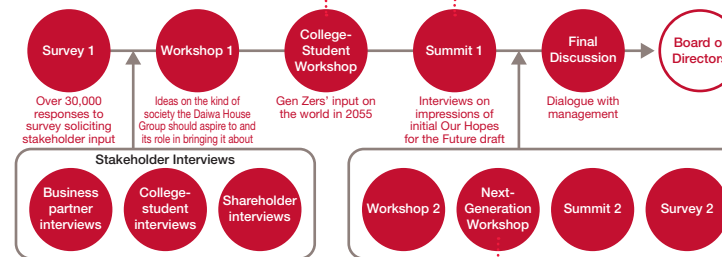 Survey 1
Workshop 1
College-
Student
Workshop
Summit 1
Final
Discussion
Board o
Directors
Over 30,000
responses to
survey soliciting
stakeholder input
Ideas on the kind of
society the Daiwa House
Group should aspire to and
its role in bringing it about
Gen Zers' input on
the world in 2055
Interviews on
impressions of
initial Our Hopes
for the Future draft
Dialogue with
management
Stakeholder Interviews
Business
partner
interviews
College-
student
interviews
Shareholder
interviews
Workshop 2
Next-
Generation
Workshop
Summit 2
Survey 2